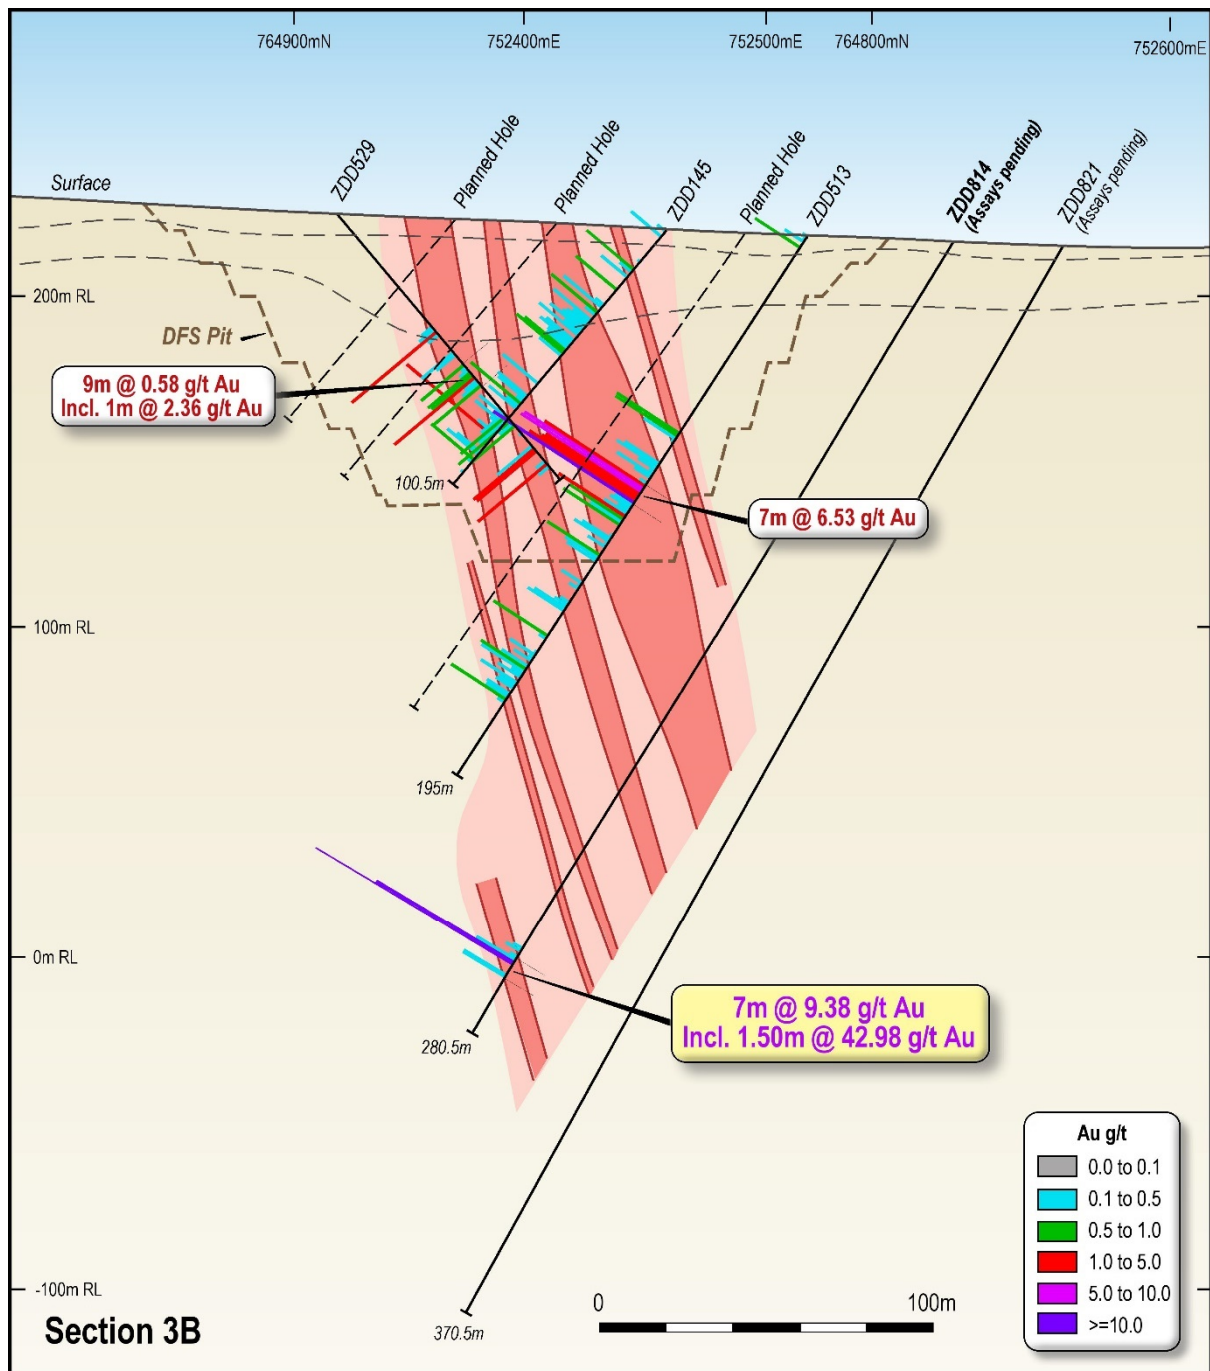 764900mN
752400mE
752500mE
764800mN
752600mE
Surface
ZDD529
Planned Hole
Planned Hole
ZDD145
Planned Hole
ZDD513
ZDD814
(Assays pending)
ZDD821
(Assays pending)
200m RL
DFS Pit
9m @ 0.58 g/t Au
Incl. 1m @ 2.36 g/t Au
100.5m
7m @ 6.53 g/t Au
100m RL
195m
0m RL
7m @ 9.38 g/t Au
Incl. 1.50m @ 42.98 g/t Au
280.5m
-100m RL
370.5m
Section 3B
0
100m
Au g/t
0.0 to 0.1
0.1 to 0.5
0.5 to 1.0
1.0 to 5.0
5.0 to 10.0
>=10.0